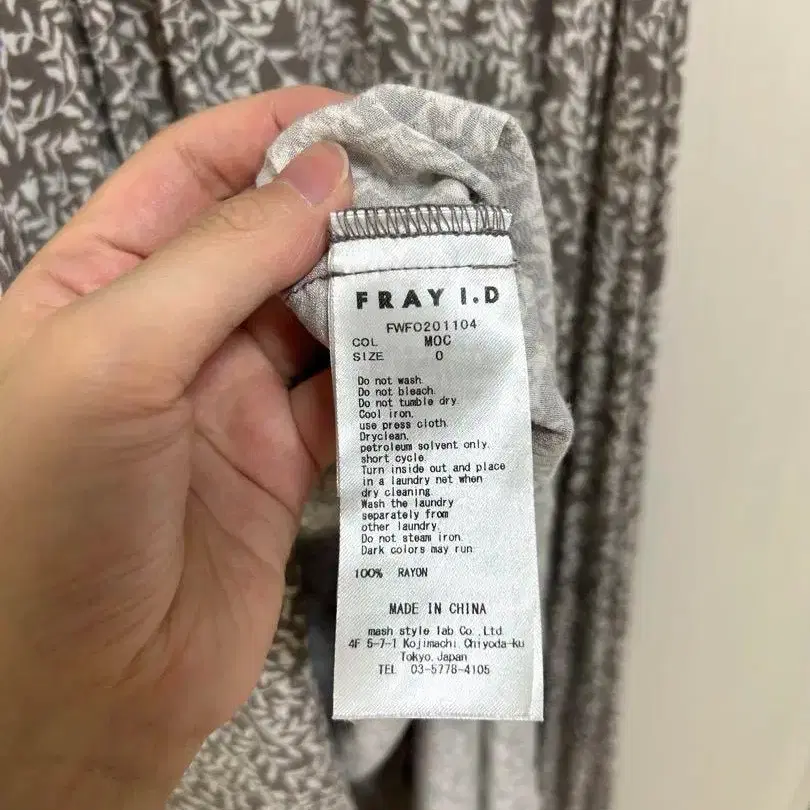 FRAY I.D
FWFO201104
COL MOC
SIZE 0
Do not wash.
Do not bleach.
Do not tumble dry.
Cool iron.
use press cloth.
Dryclean,
petroleum solvent only.
short cycle.
Turn inside out and place
in a laundry net when
dry cleaning.
Wash the laundry
separately from
other laundry.
Do not steam iron.
Dark colors may run.
100% RAYON
MADE IN CHINA
mash style lab Co.,Ltd.
4F 5-7-1 Kojimachi Chiyoda-ku
Tokyo, Japan
TEL 03-5778-4105